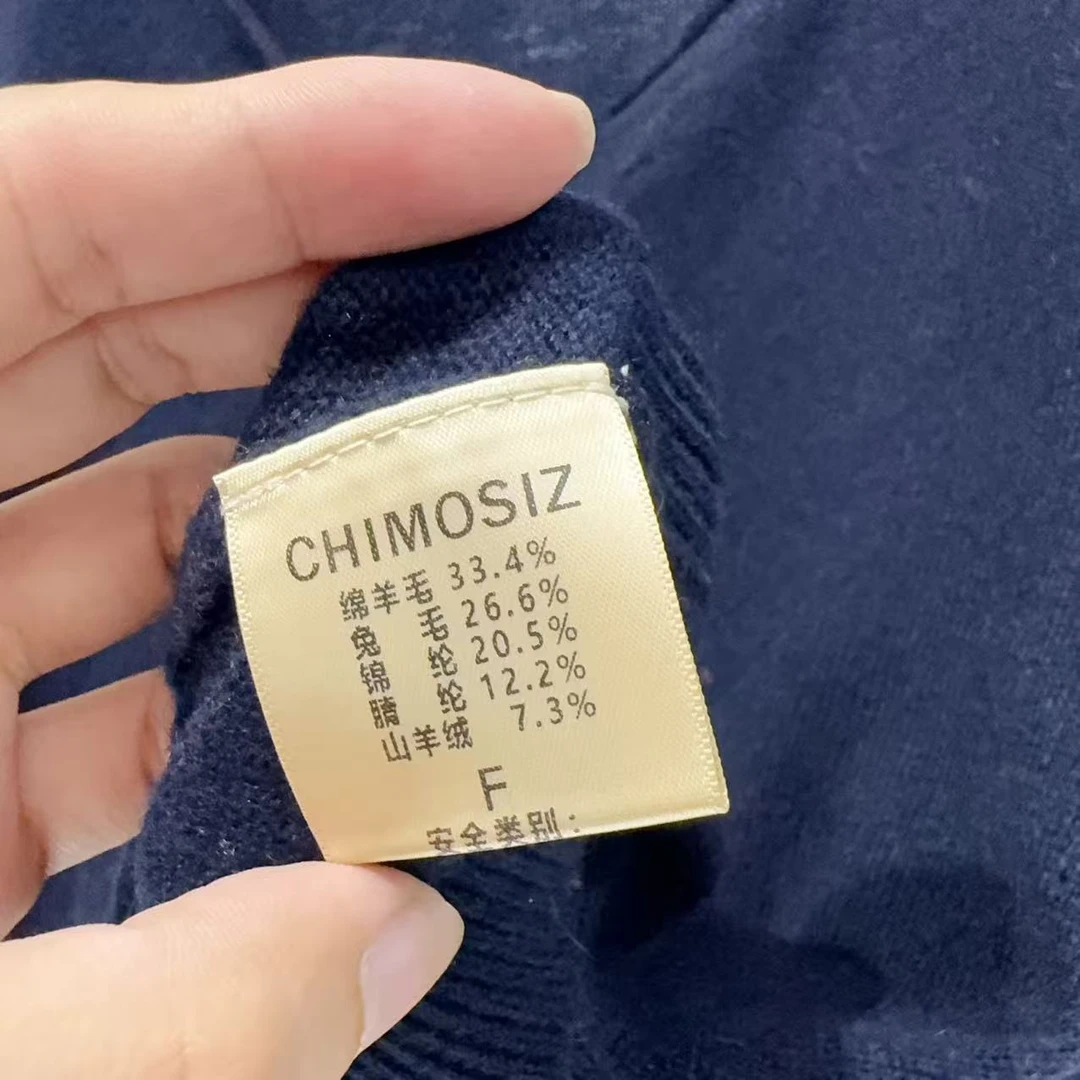 CHIMOSIZ
绵羊毛 33.4%
兔 毛 26.6%
锦 纶 20.5%
腈 纶 12.2%
山羊绒 7.3%
F
安全类别: